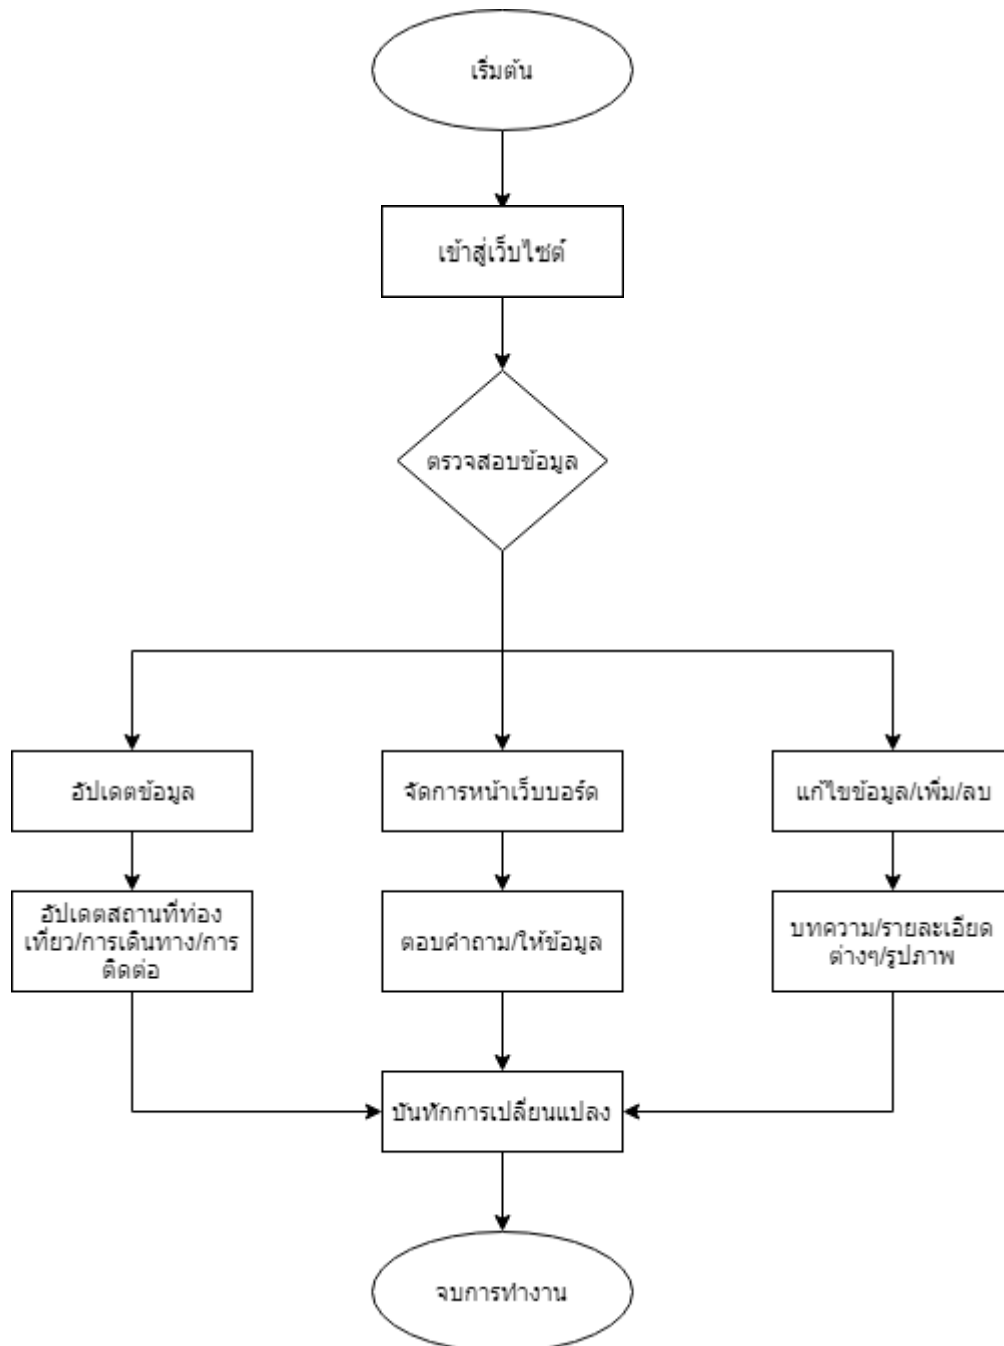 เริ่มต้น
เข้าสู่เว็บไซต์
ตรวจสอบข้อมูล
อัปเดตข้อมูล
จัดการหน้าเว็บบอร์ด
แก้ไขข้อมูล/เพิ่ม/ลบ
อัปเดตสถานที่ท่อง
เที่ยว/การเดินทาง/การ
ติดต่อ
ตอบคำถาม/ให้ข้อมูล
บทความ/รายละเอียด
ต่างๆ/รูปภาพ
บันทึกการเปลี่ยนแปลง
จบการทำงาน